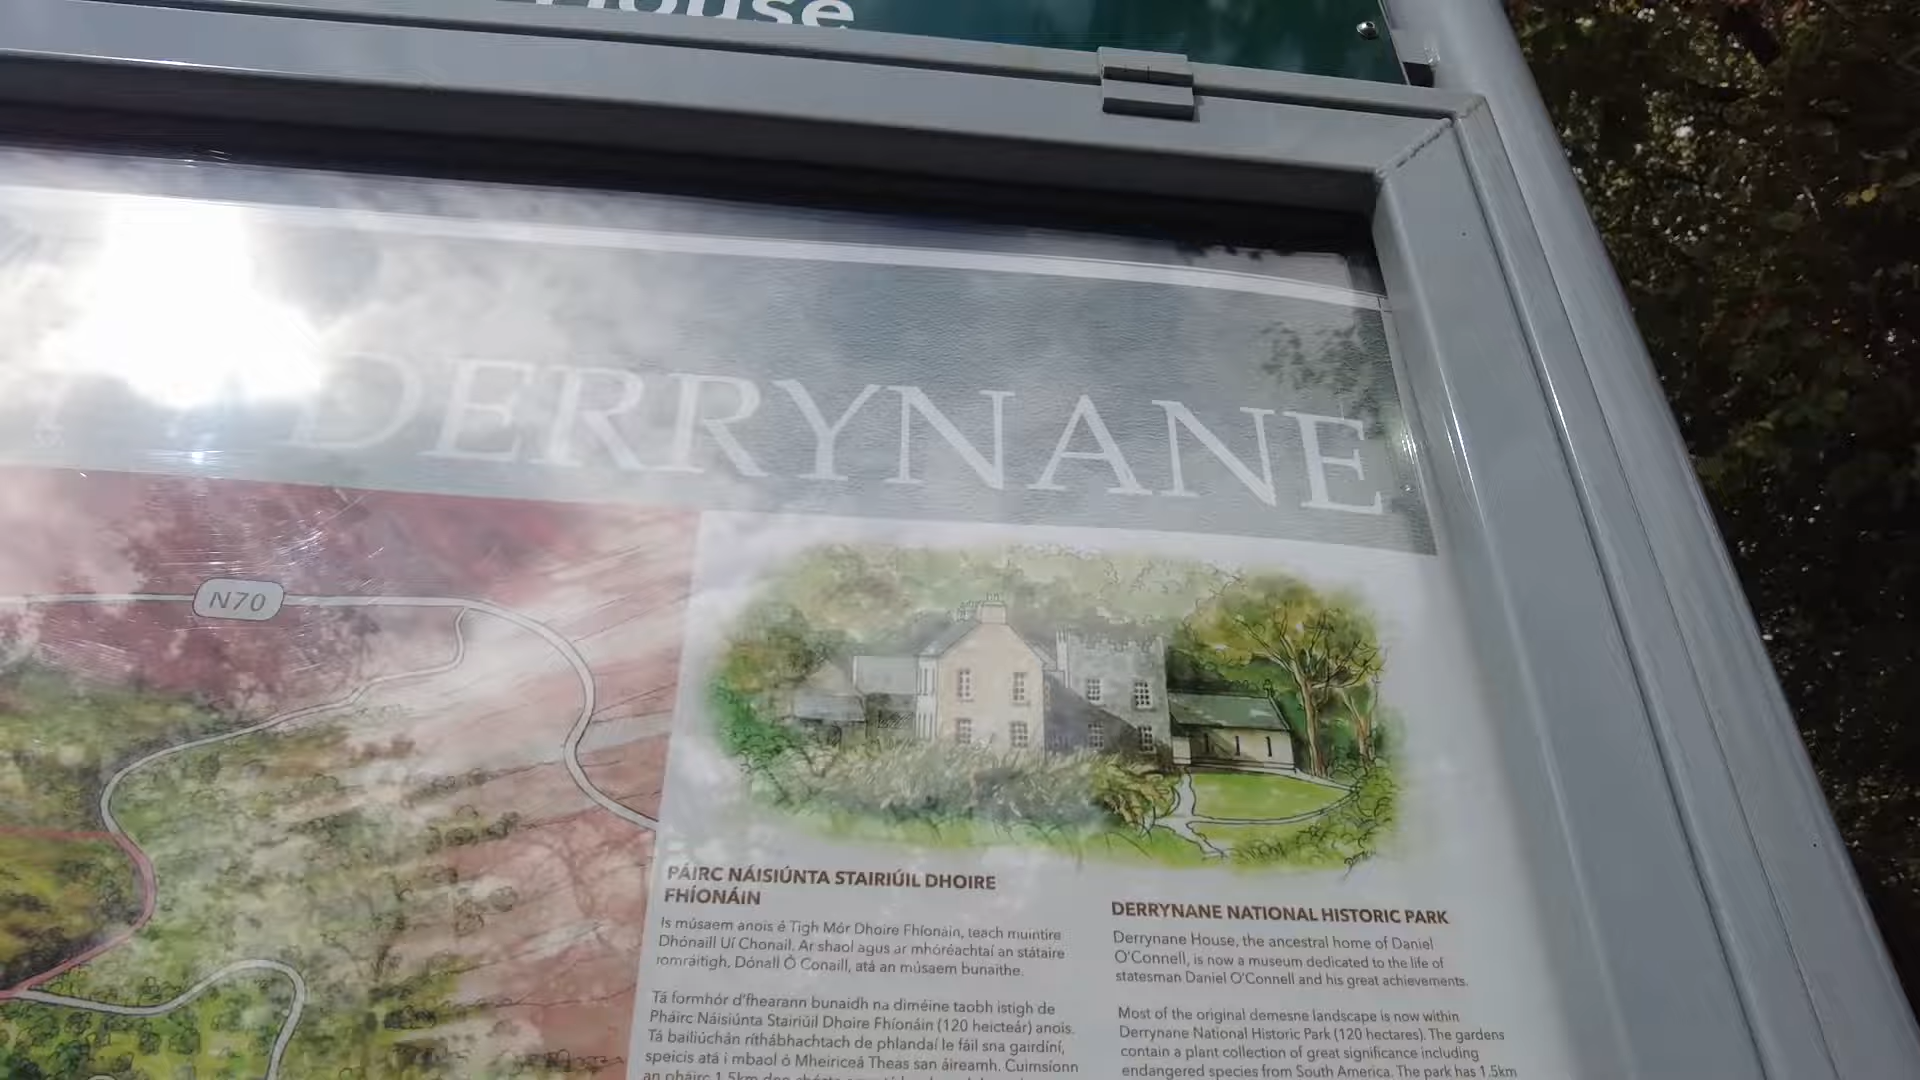 House
DERRYNANE
N70
PÁIRC NÁISIÚNTA STAIRIÚIL DHOIRE
FHÍONÁIN
Is músaem anois é Tigh Mór Dhoire Fhíonáin, teach muintire
Dhónaill Uí Chonaill. Ar shaol agus ar mhóréachtaí an státaire
romráitigh, Dónall Ó Conaill, atá an músaem bunaithe.
Tá formhór d'fhearann bunaidh na diméine taobh istigh de
Pháirc Náisiúnta Stairiúil Dhoire Fhíonáin (120 heicteár) anois.
Tá bailiúchán ríthábhachtach de phlandaí le fáil sna gairdíní,
speicis atá i mbaol ó Mheiriceá Theas san áireamh. Cuimsíonn
an pháirc 1.5km
DERRYNANE NATIONAL HISTORIC PARK
Derrynane House, the ancestral home of Daniel
O'Connell, is now a museum dedicated to the life of
statesman Daniel O'Connell and his great achievements.
Most of the original demesne landscape is now within
Derrynane National Historic Park (120 hectares). The gardens
contain a plant collection of great significance including
endangered species from South America. The park has 1.5km